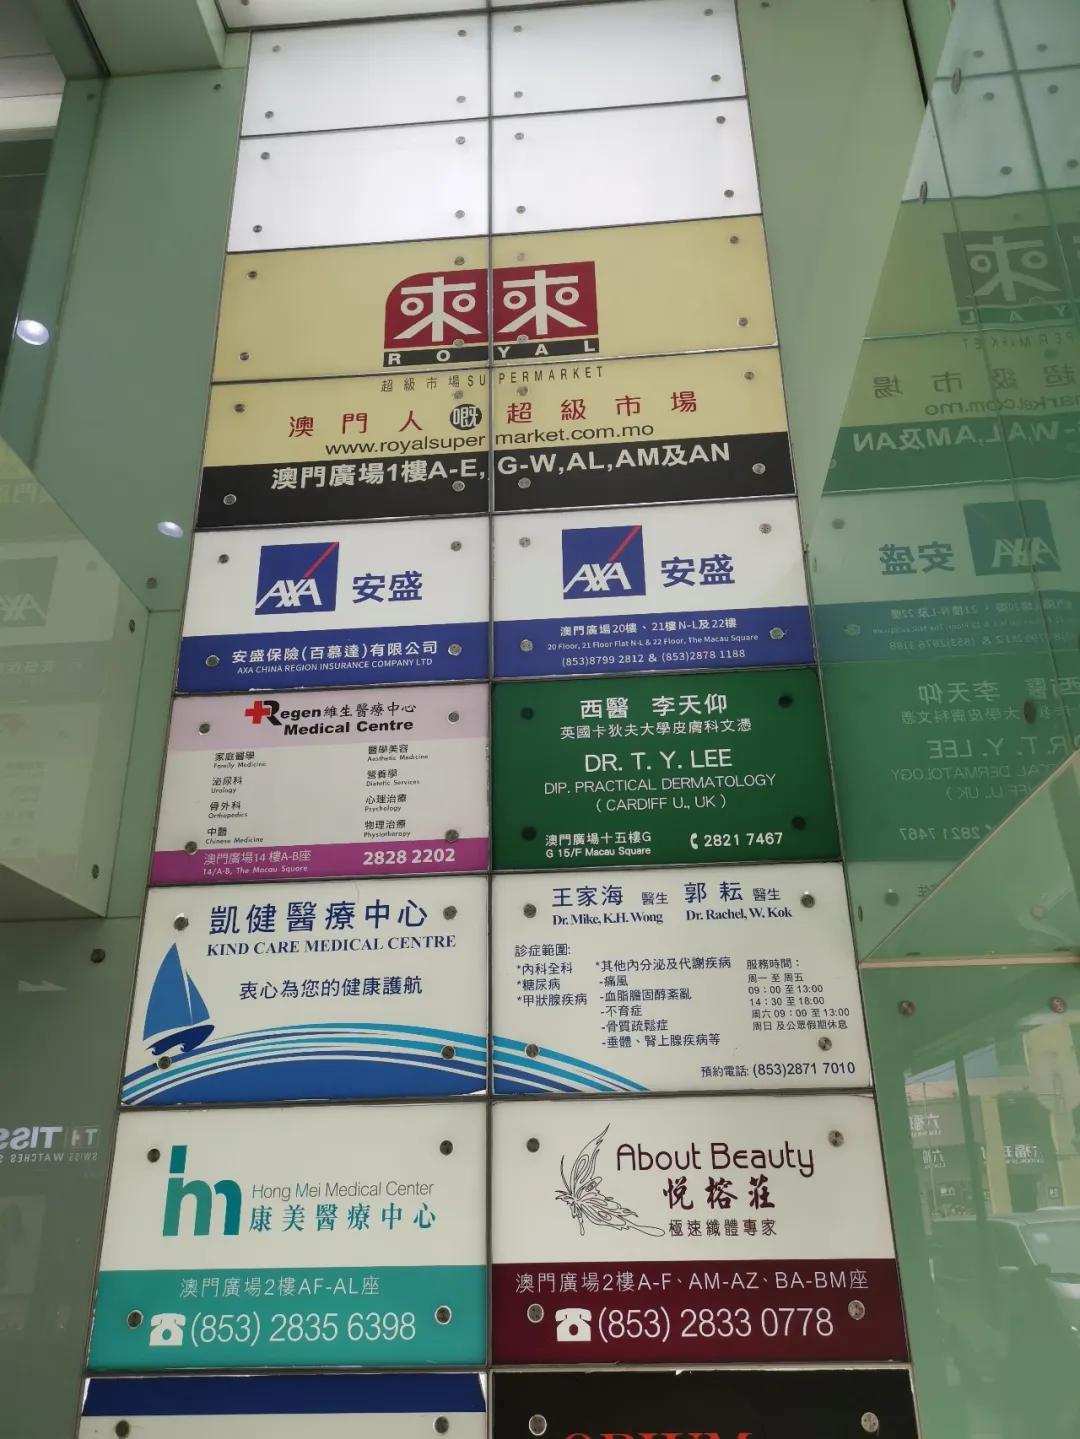 來來
ROYAL
超級市場SUPERMARKET
澳門人嘅超級市場
www.royalsupermarket.com.mo
澳門廣場1樓A-E, G-W,AL,AM及AN
AXA 安盛
安盛保險(百慕達)有限公司
AXA CHINA REGION INSURANCE COMPANY LTD
AXA 安盛
澳門廣場20樓、21樓N-L及22樓
20 Floor, 21 Floor Flat N-L & 22 Floor, The Macau Square
(853)8799 2812 & (853)2878 1188
Regen維生醫療中心
Medical Centre
家庭醫學
Family Medicine
泌尿科
Urology
骨外科
Orthopedics
中醫
Chinese Medicine
醫學美容
Aesthetic Medicine
營養學
Dietetic Services
心理治療
Psychology
物理治療
Physiotherapy
澳門廣場14樓A-B座
14/A-B, The Macau Square
2828 2202
西醫 李天仰
英國卡狄夫大學皮膚科文憑
DR. T. Y. LEE
DIP. PRACTICAL DERMATOLOGY
( CARDIFF U., UK )
澳門廣場十五樓G
G 15/F Macau Square
2821 7467
凱健醫療中心
KIND CARE MEDICAL CENTRE
衷心為您的健康護航
王家海 醫生 郭耘 醫生
Dr. Mike, K.H. Wong Dr. Rachel, W. Kok
診症範圍:
*內科全科
*糖尿病
*甲狀腺疾病
*其他內分泌及代謝疾病
-痛風
-血脂膽固醇紊亂
-不育症
-骨質疏鬆症
-垂體、腎上腺疾病等
服務時間：
周一 至 周五
09：00 至 13:00
14：30 至 18:00
周六 09：00 至 13:00
周日 及公眾假期休息
預約電話: (853)2871 7010
hm
Hong Mei Medical Center
康美醫療中心
澳門廣場2樓AF-AL座
(853) 2835 6398
About Beauty
悅榕莊
極速纖體專家
澳門廣場2樓A-F、AM-AZ、BA-BM座
(853) 2833 0778